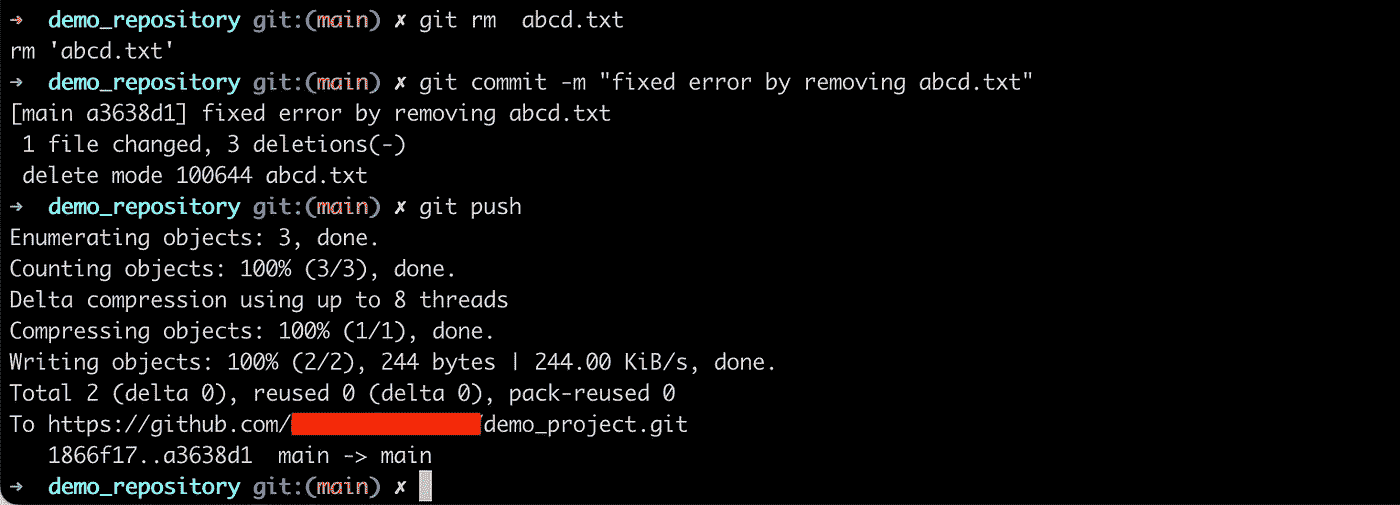 ➜  demo_repository git:(main) ✗ git rm  abcd.txt
rm 'abcd.txt'
➜  demo_repository git:(main) ✗ git commit -m "fixed error by removing abcd.txt"
[main a3638d1] fixed error by removing abcd.txt
 1 file changed, 3 deletions(-)
 delete mode 100644 abcd.txt
➜  demo_repository git:(main) ✗ git push
Enumerating objects: 3, done.
Counting objects: 100% (3/3), done.
Delta compression using up to 8 threads
Compressing objects: 100% (1/1), done.
Writing objects: 100% (2/2), 244 bytes | 244.00 KiB/s, done.
Total 2 (delta 0), reused 0 (delta 0), pack-reused 0
To https://github.com/ /demo_project.git
   1866f17..a3638d1  main -> main
➜  demo_repository git:(main) ✗